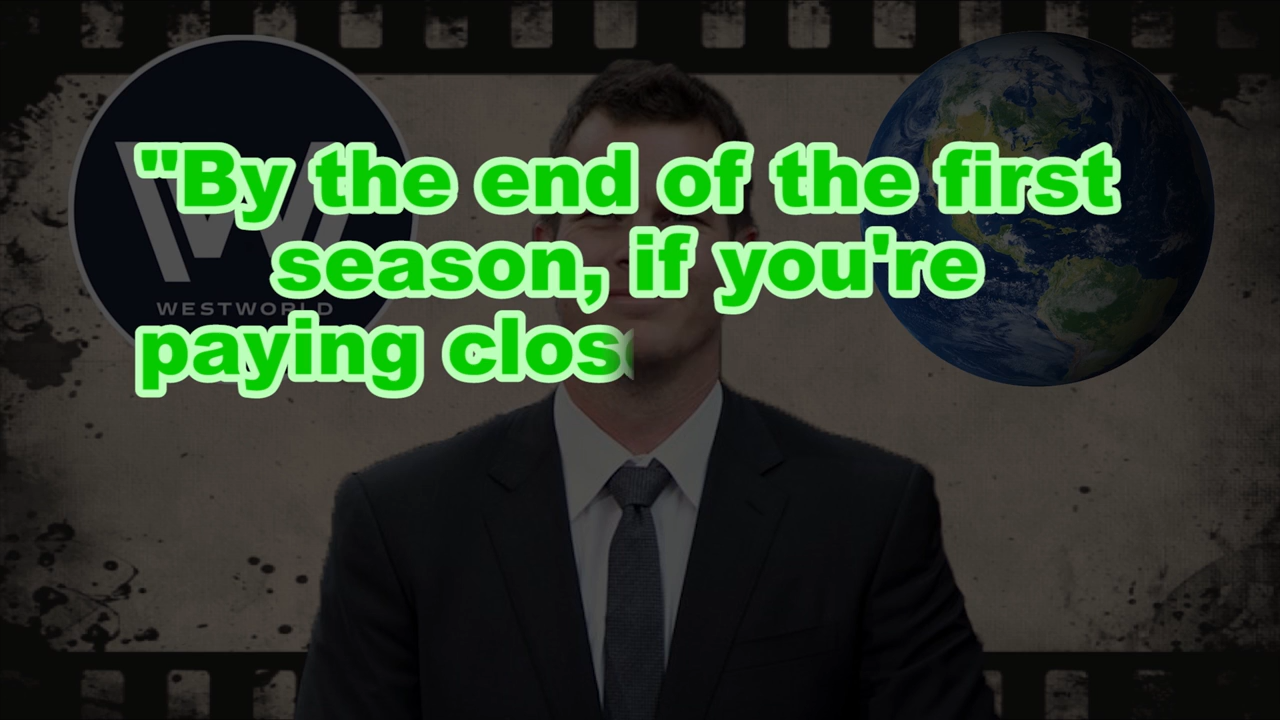 "By the end of the first
season, if you're
paying clos
WESTWORLD